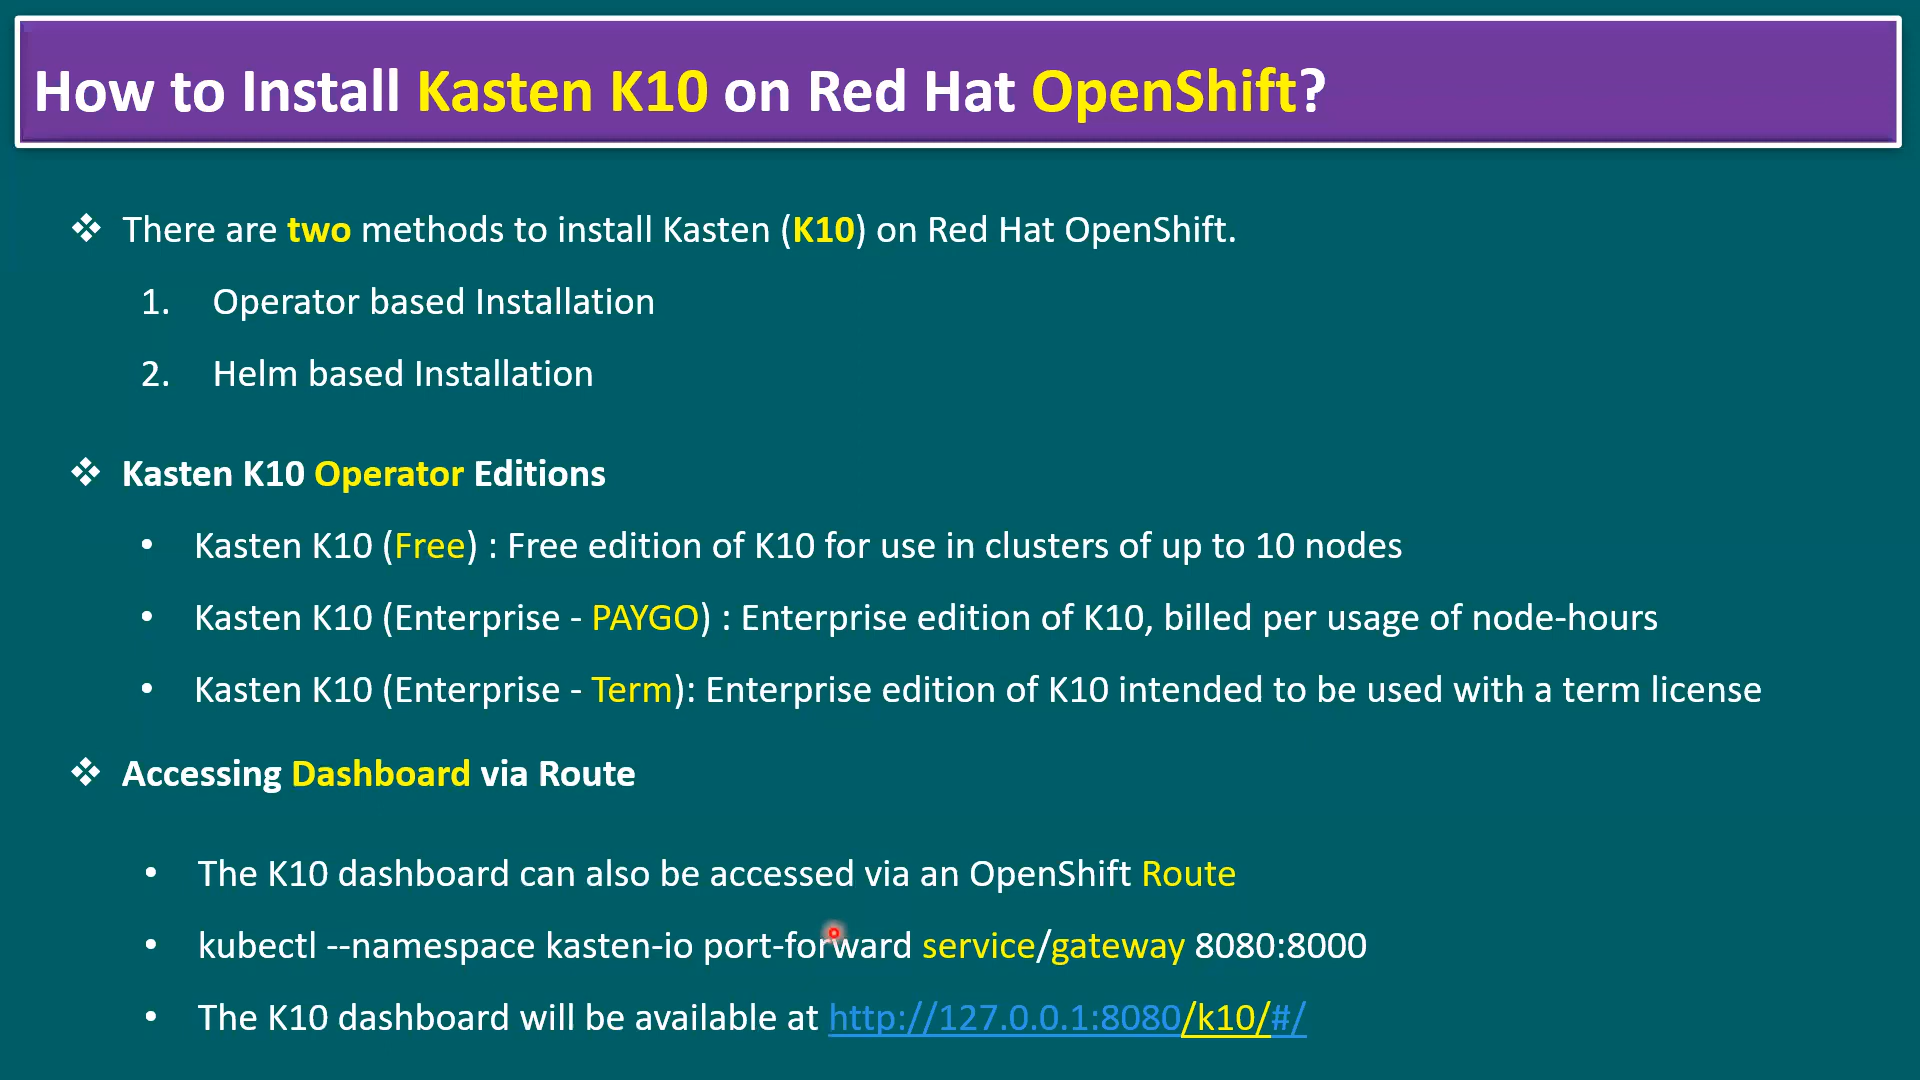 How to Install Kasten K10 on Red Hat OpenShift?
❖ There are two methods to install Kasten (K10) on Red Hat OpenShift.
1. Operator based Installation
2. Helm based Installation
❖ Kasten K10 Operator Editions
• Kasten K10 (Free) : Free edition of K10 for use in clusters of up to 10 nodes
• Kasten K10 (Enterprise - PAYGO) : Enterprise edition of K10, billed per usage of node-hours
• Kasten K10 (Enterprise - Term): Enterprise edition of K10 intended to be used with a term license
❖ Accessing Dashboard via Route
• The K10 dashboard can also be accessed via an OpenShift Route
• kubectl --namespace kasten-io port-forward service/gateway 8080:8000
• The K10 dashboard will be available at http://127.0.0.1:8080/k10/#/